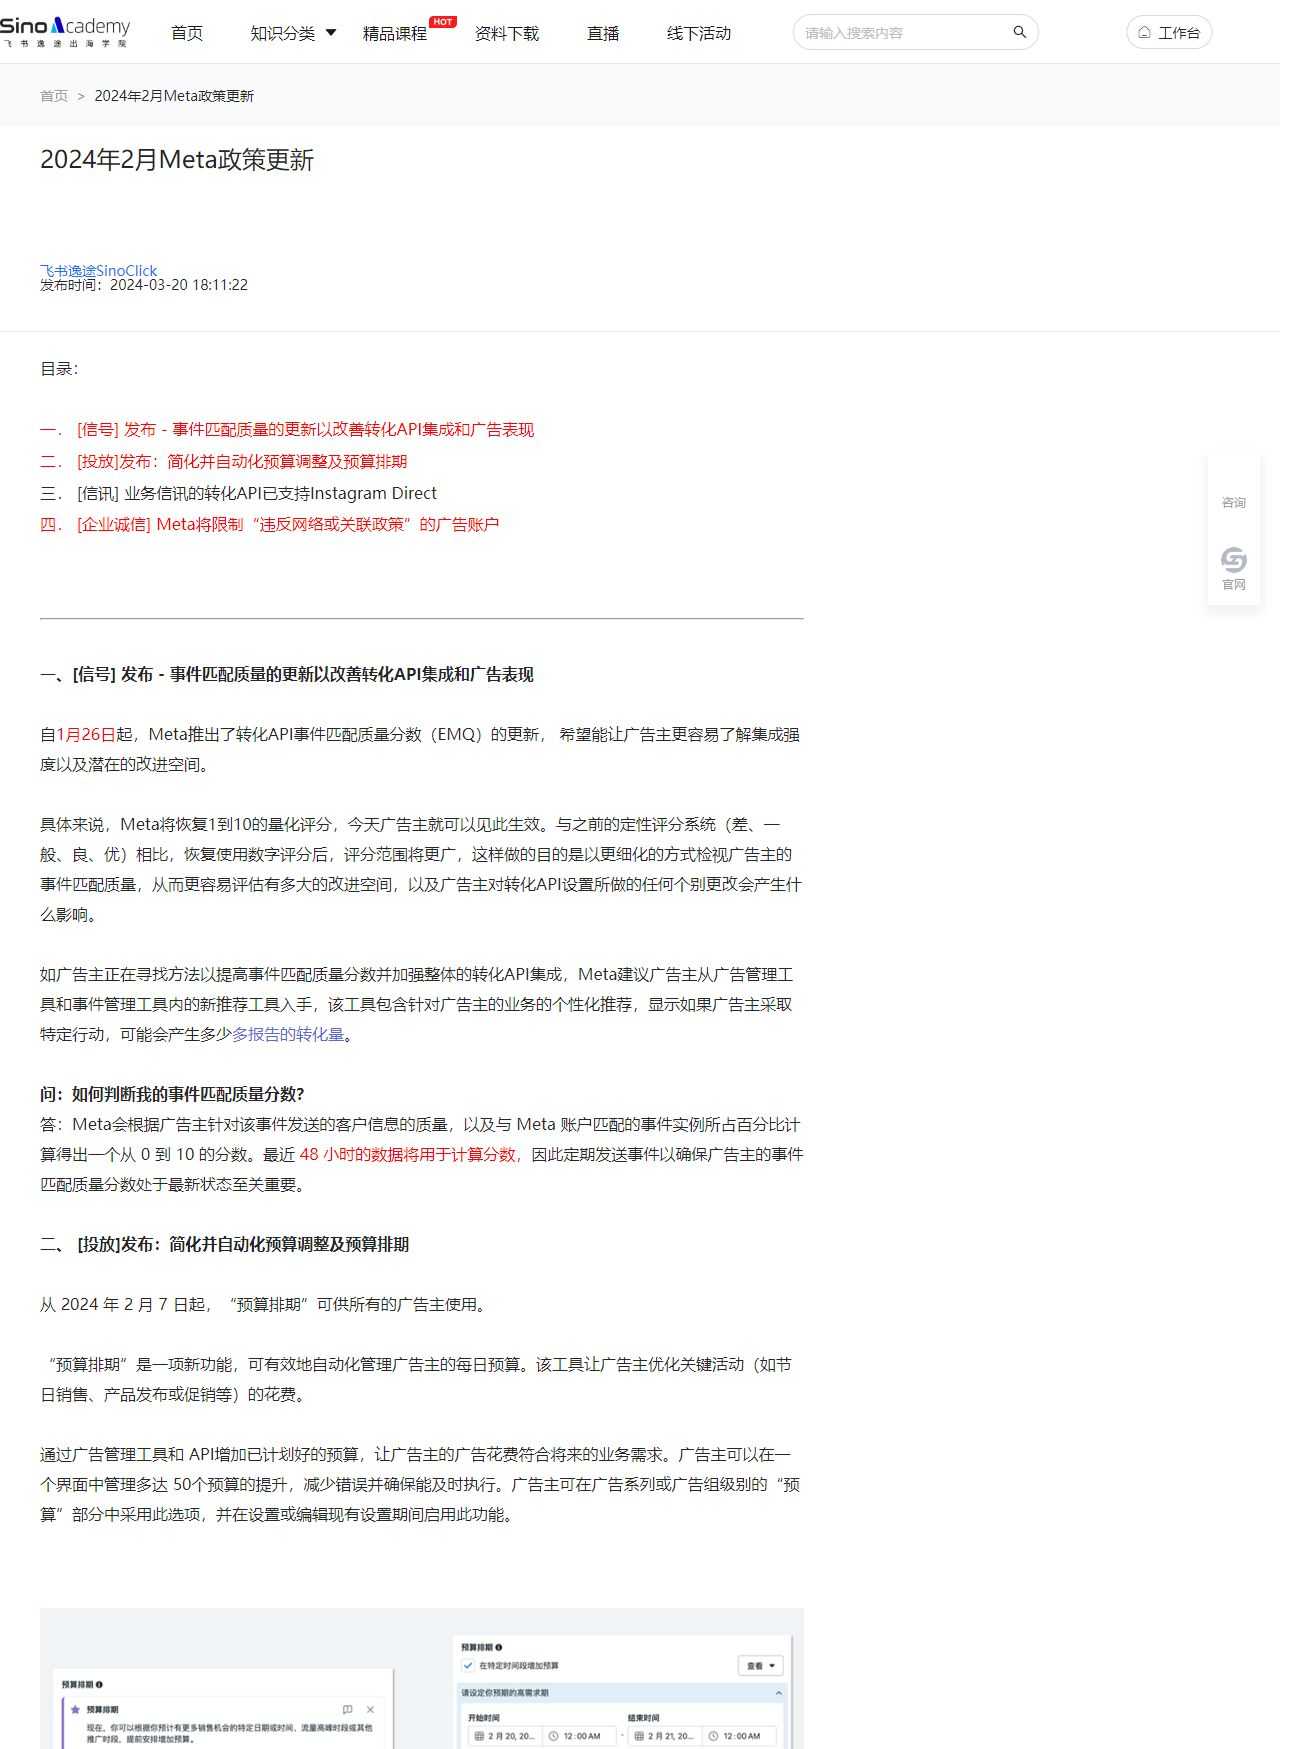 Sino Academy
飞书逸途出海学院
首页 知识分类 精品课程 HOT 资料下载 直播 线下活动 请输入搜索内容 工作台
首页 > 2024年2月Meta政策更新
2024年2月Meta政策更新
飞书逸途SinoClick
发布时间：2024-03-20 18:11:22
目录：
一． [信号] 发布 - 事件匹配质量的更新以改善转化API集成和广告表现
二． [投放]发布：简化并自动化预算调整及预算排期
三． [信讯] 业务信讯的转化API已支持Instagram Direct
四． [企业诚信] Meta将限制“违反网络或关联政策”的广告账户
咨询
官网
一、[信号] 发布 - 事件匹配质量的更新以改善转化API集成和广告表现
自1月26日起，Meta推出了转化API事件匹配质量分数（EMQ）的更新， 希望能让广告主更容易了解集成强
度以及潜在的改进空间。
具体来说，Meta将恢复1到10的量化评分，今天广告主就可以见此生效。与之前的定性评分系统（差、一
般、良、优）相比，恢复使用数字评分后，评分范围将更广，这样做的目的是以更细化的方式检视广告主的
事件匹配质量，从而更容易评估有多大的改进空间，以及广告主对转化API设置所做的任何个别更改会产生什
么影响。
如广告主正在寻找方法以提高事件匹配质量分数并加强整体的转化API集成，Meta建议广告主从广告管理工
具和事件管理工具内的新推荐工具入手，该工具包含针对广告主的业务的个性化推荐，显示如果广告主采取
特定行动，可能会产生多少多报告的转化量。
问：如何判断我的事件匹配质量分数？
答：Meta会根据广告主针对该事件发送的客户信息的质量，以及与 Meta 账户匹配的事件实例所占百分比计
算得出一个从 0 到 10 的分数。最近 48 小时的数据将用于计算分数，因此定期发送事件以确保广告主的事件
匹配质量分数处于最新状态至关重要。
二、 [投放]发布：简化并自动化预算调整及预算排期
从 2024 年 2 月 7 日起，“预算排期”可供所有的广告主使用。
“预算排期”是一项新功能，可有效地自动化管理广告主的每日预算。该工具让广告主优化关键活动（如节
日销售、产品发布或促销等）的花费。
通过广告管理工具和 API增加已计划好的预算，让广告主的广告花费符合将来的业务需求。广告主可以在一
个界面中管理多达 50个预算的提升，减少错误并确保能及时执行。广告主可在广告系列或广告组级别的“预
算”部分中采用此选项，并在设置或编辑现有设置期间启用此功能。
预算排期
预算排期
现在，你可以根据你预计有更多销售机会的特定日期或时间、流量高峰时段或其他
推广时段，提前安排增加预算。
预算排期
在特定时间段增加预算 查看
请设定你预期的高需求期
开始时间 结束时间
2 月 20, 20... 12:00 AM - 2 月 21, 20... 12:00 AM